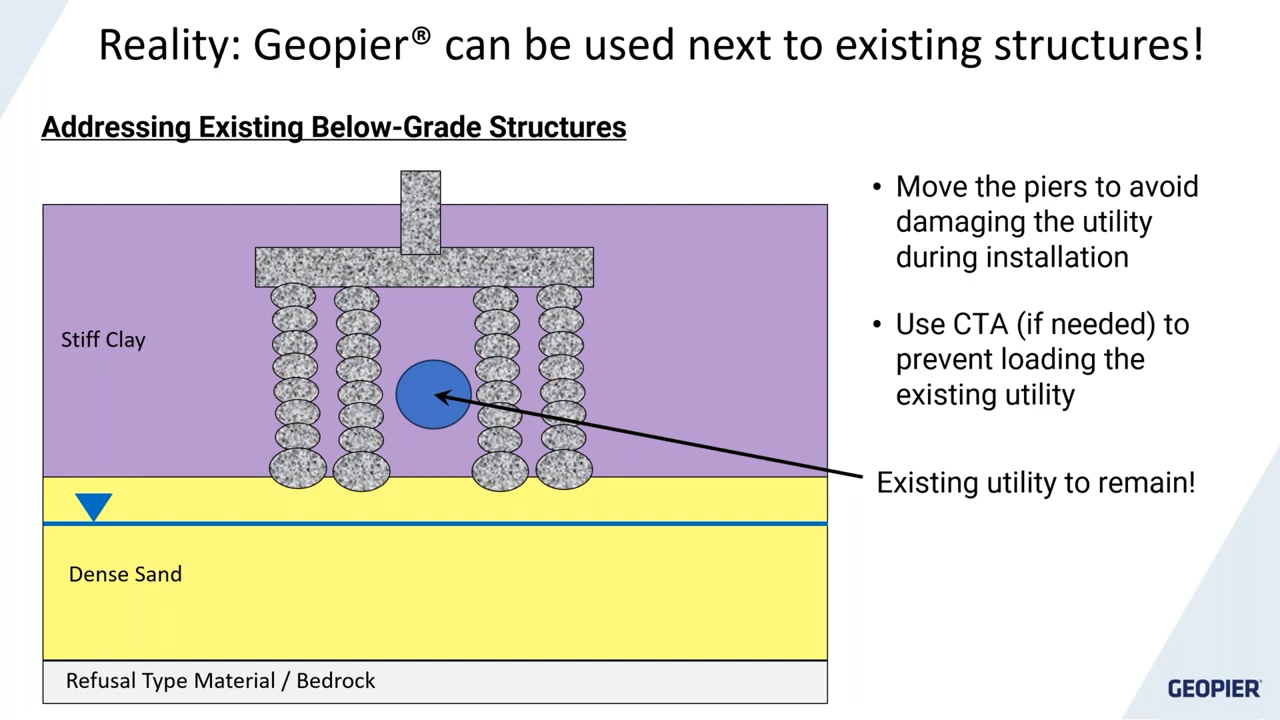 Reality: Geopier® can be used next to existing structures!
Addressing Existing Below-Grade Structures
• Move the piers to avoid
damaging the utility
during installation
• Use CTA (if needed) to
prevent loading the
existing utility
Existing utility to remain!
Stiff Clay
Dense Sand
Refusal Type Material / Bedrock
GEOPIER®